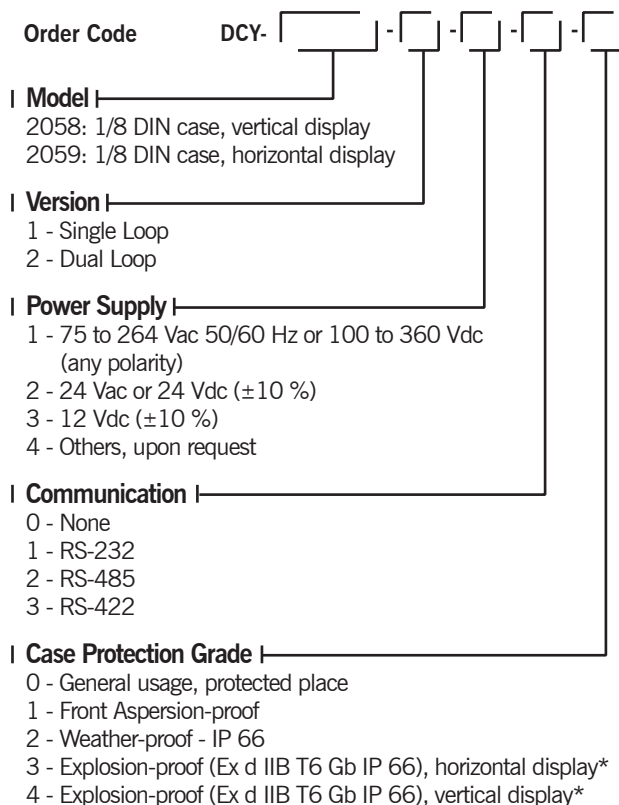 Order Code DCY- - - - -
Model
2058: 1/8 DIN case, vertical display
2059: 1/8 DIN case, horizontal display
Version
1 - Single Loop
2 - Dual Loop
Power Supply
1 - 75 to 264 Vac 50/60 Hz or 100 to 360 Vdc
(any polarity)
2 - 24 Vac or 24 Vdc (±10 %)
3 - 12 Vdc (±10 %)
4 - Others, upon request
Communication
0 - None
1 - RS-232
2 - RS-485
3 - RS-422
Case Protection Grade
0 - General usage, protected place
1 - Front Aspersion-proof
2 - Weather-proof - IP 66
3 - Explosion-proof (Ex d IIB T6 Gb IP 66), horizontal display*
4 - Explosion-proof (Ex d IIB T6 Gb IP 66), vertical display*